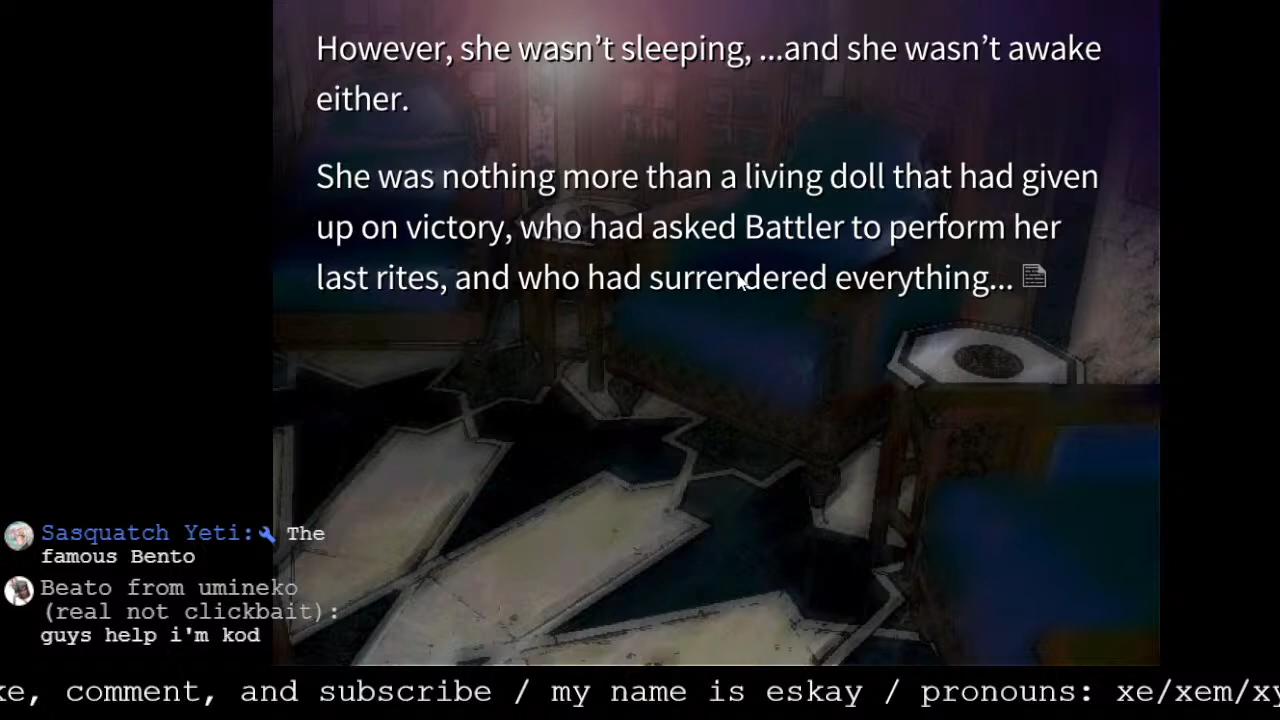 However, she wasn’t sleeping, ...and she wasn’t awake
either.
She was nothing more than a living doll that had given
up on victory, who had asked Battler to perform her
last rites, and who had surrendered everything...
Sasquatch Yeti: The
famous Bento
Beato from umineko
(real not clickbait):
guys help i'm kod
ke, comment, and subscribe / my name is eskay / pronouns: xe/xem/xy